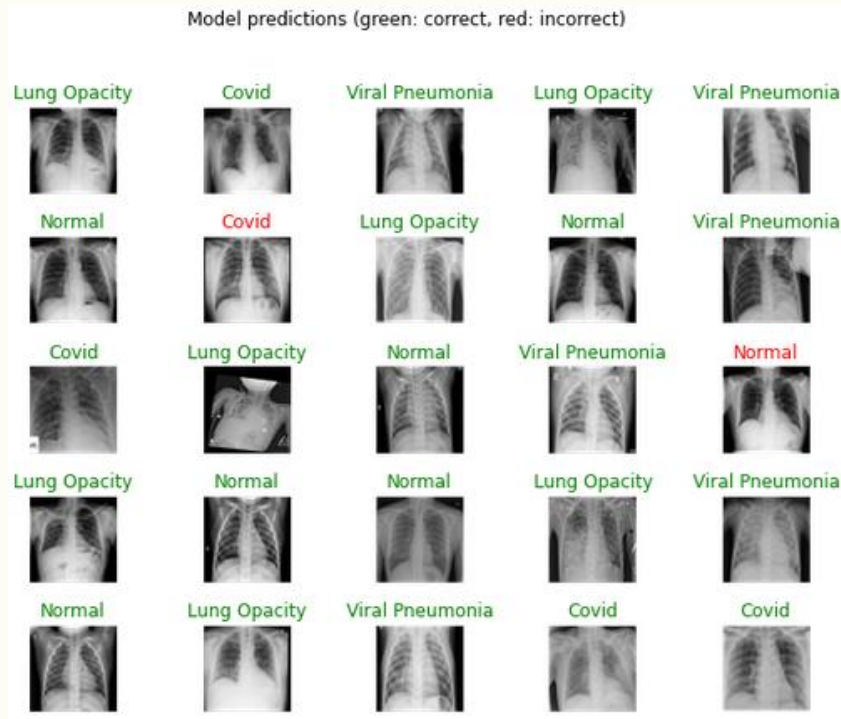 Model predictions (green: correct, red: incorrect)
Lung Opacity Covid Viral Pneumonia Lung Opacity Viral Pneumonia
Normal Covid Lung Opacity Normal Viral Pneumonia
Covid Lung Opacity Normal Viral Pneumonia Normal
Lung Opacity Normal Normal Lung Opacity Viral Pneumonia
Normal Lung Opacity Viral Pneumonia Covid Covid